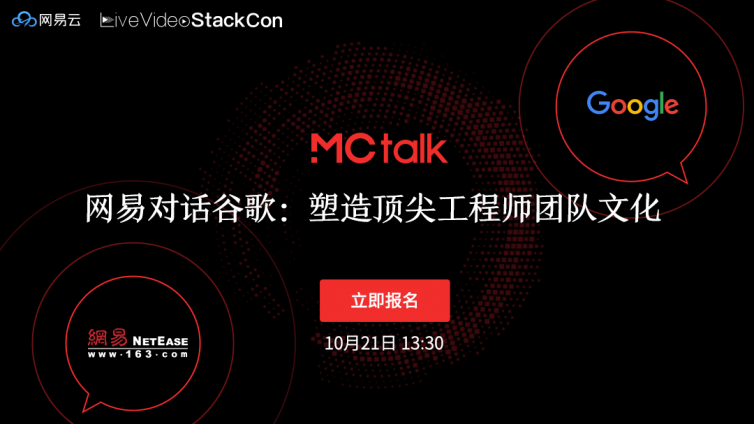 网易云 LiveVideoStackCon
Google
MCtalk
网易对话谷歌：塑造顶尖工程师团队文化
立即报名
10月21日 13:30
網易 NETEASE
www.163.com